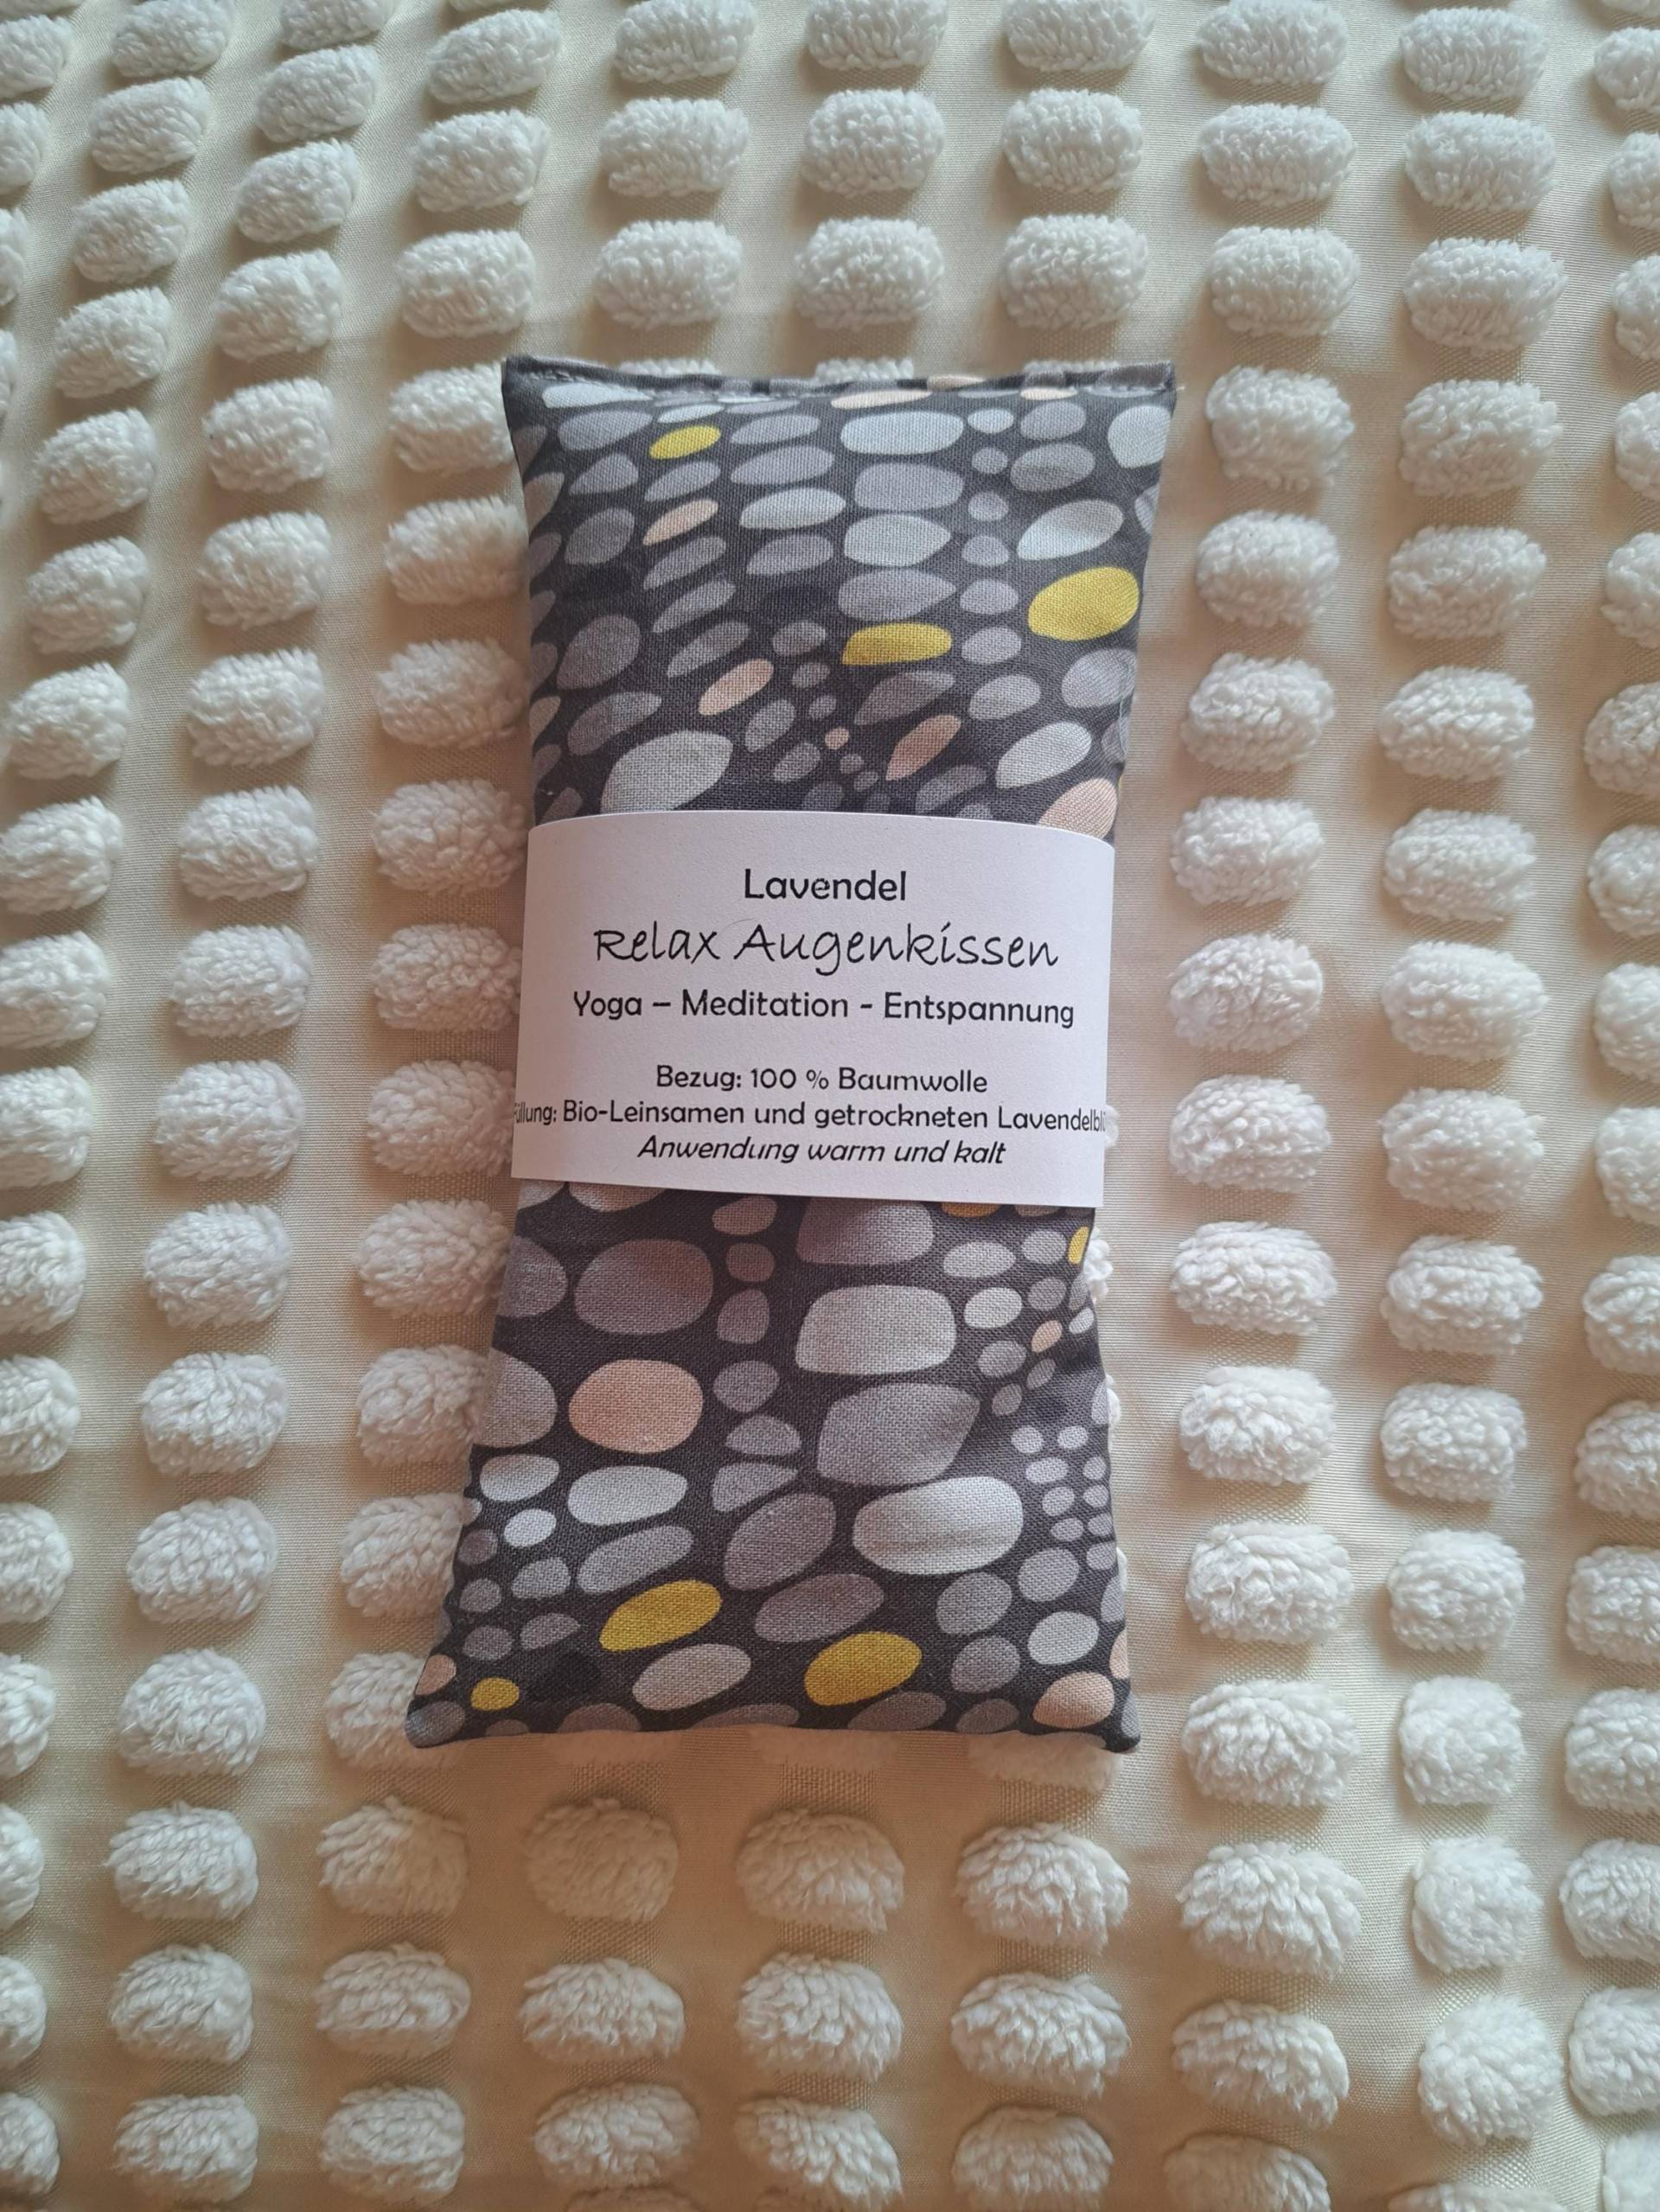 Lavendel
Relax Augenkissen
Yoga – Meditation - Entspannung
Bezug: 100 % Baumwolle
Bio-Leinsamen und getrockneten
Anwendung warm und kalt